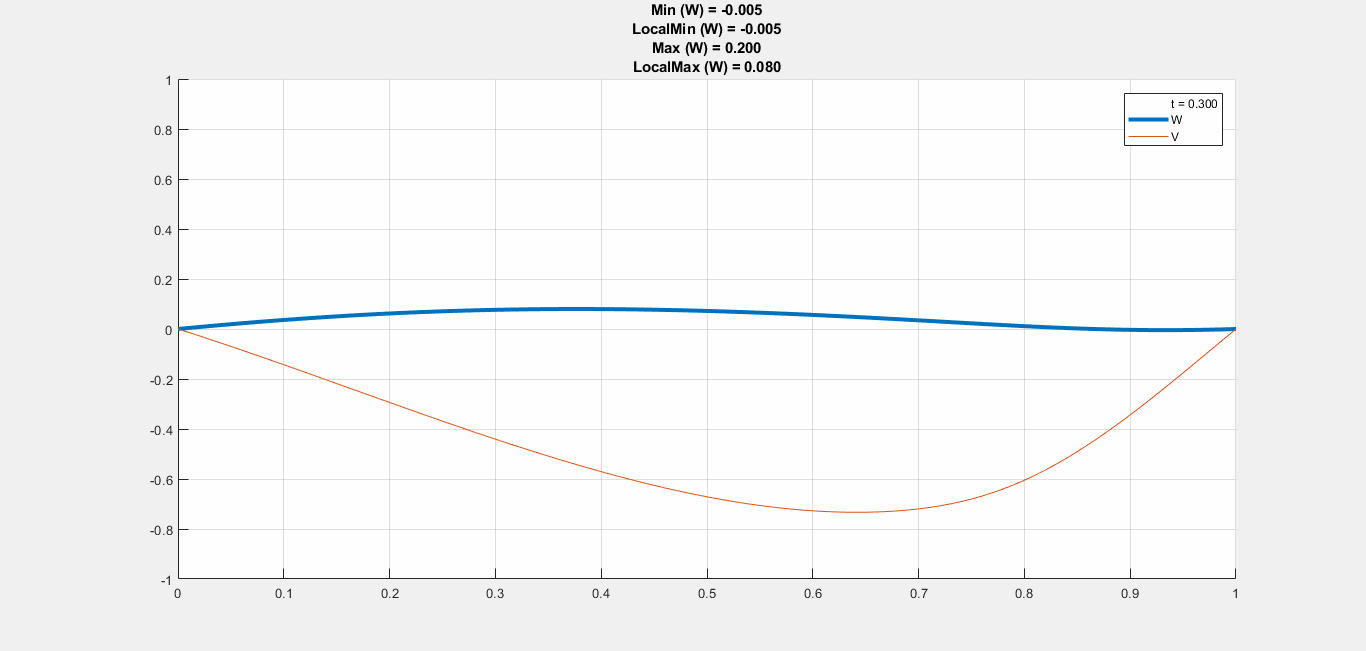 Min (W) = -0.005
LocalMin (W) = -0.005
Max (W) = 0.200
LocalMax (W) = 0.080
t = 0.300
W
V
1
0.8
0.6
0.4
0.2
0
-0.2
-0.4
-0.6
-0.8
-1
0 0.1 0.2 0.3 0.4 0.5 0.6 0.7 0.8 0.9 1